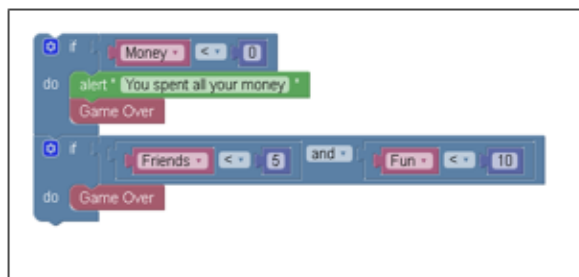 if Money < 0
do alert " You spent all your money "
Game Over
if Friends < 5 and Fun < 10
do Game Over